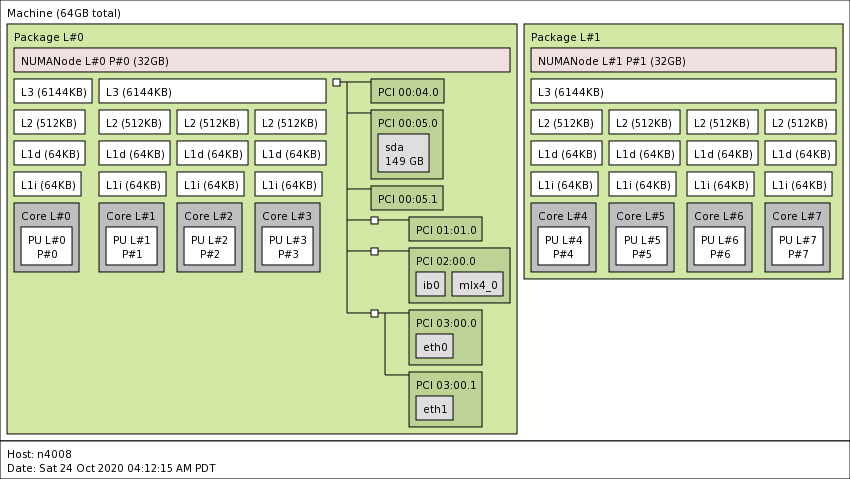 Machine (64GB total)
Package L#0
NUMANode L#0 P#0 (32GB)
L3 (6144KB)
L3 (6144KB)
L2 (512KB)
L2 (512KB)
L2 (512KB)
L2 (512KB)
L1d (64KB)
L1d (64KB)
L1d (64KB)
L1d (64KB)
L1i (64KB)
L1i (64KB)
L1i (64KB)
L1i (64KB)
Core L#0
PU L#0
P#0
Core L#1
PU L#1
P#1
Core L#2
PU L#2
P#2
Core L#3
PU L#3
P#3
PCI 00:04.0
PCI 00:05.0
sda
149 GB
PCI 00:05.1
PCI 01:01.0
PCI 02:00.0
ib0
mlx4_0
PCI 03:00.0
eth0
PCI 03:00.1
eth1
Package L#1
NUMANode L#1 P#1 (32GB)
L3 (6144KB)
L2 (512KB)
L2 (512KB)
L2 (512KB)
L2 (512KB)
L1d (64KB)
L1d (64KB)
L1d (64KB)
L1d (64KB)
L1i (64KB)
L1i (64KB)
L1i (64KB)
L1i (64KB)
Core L#4
PU L#4
P#4
Core L#5
PU L#5
P#5
Core L#6
PU L#6
P#6
Core L#7
PU L#7
P#7
Host: n4008
Date: Sat 24 Oct 2020 04:12:15 AM PDT